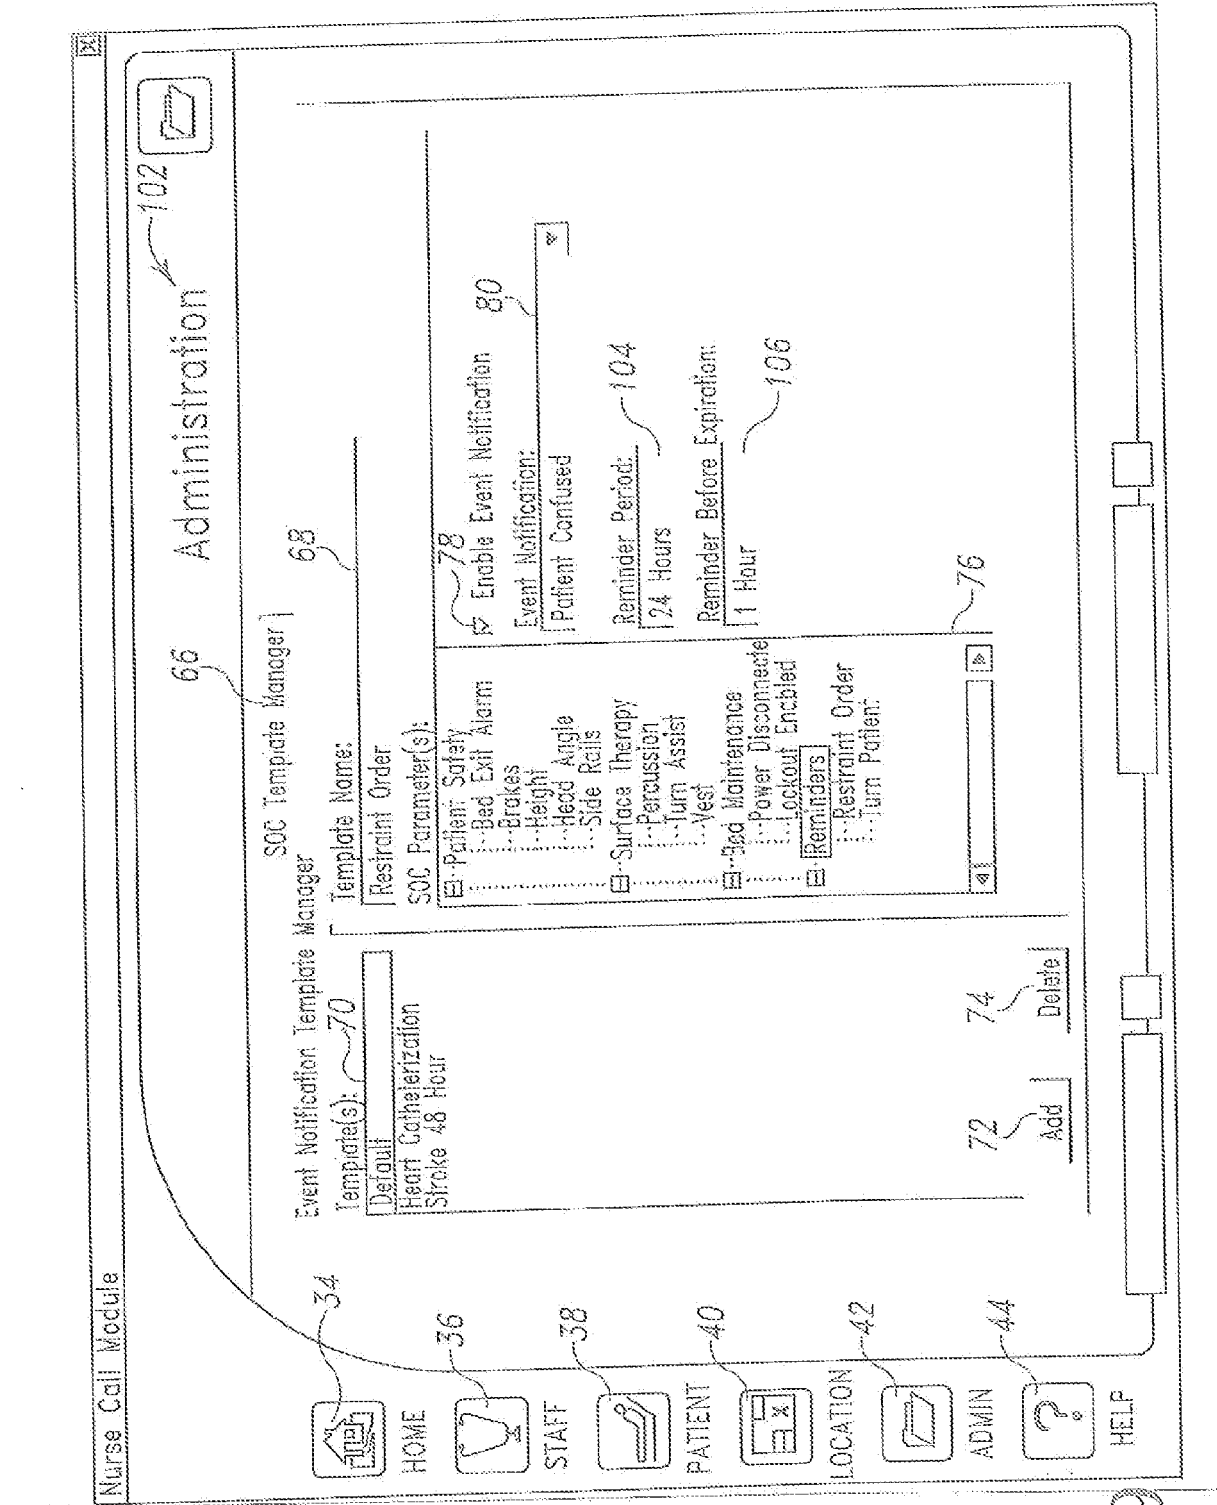 Nurse Call Module
Administration
102
66
SOC Template Manager
Event Notification Template Manager
Template(s):
70
Default
Heart Catheterization
Stroke 48 Hour
72
Add
74
Delete
Template Name:
68
Restraint Order
SOC Parameter(s):
Patient Safety
Bed Exit Alarm
Brakes
Height
Head Angle
Side Rails
Surface Therapy
Percussion
Turn Assist
Vest
Bed Maintenance
Power Disconnecte
Lockout Enabled
Reminders
Restraint Order
Turn Patient
76
78
Enable Event Notification
Event Notification:
80
Patient Confused
Reminder Period:
24 Hours
104
Reminder Before Expiration:
1 Hour
106
34
HOME
36
STAFF
38
PATIENT
40
LOCATION
42
ADMIN
44
HELP